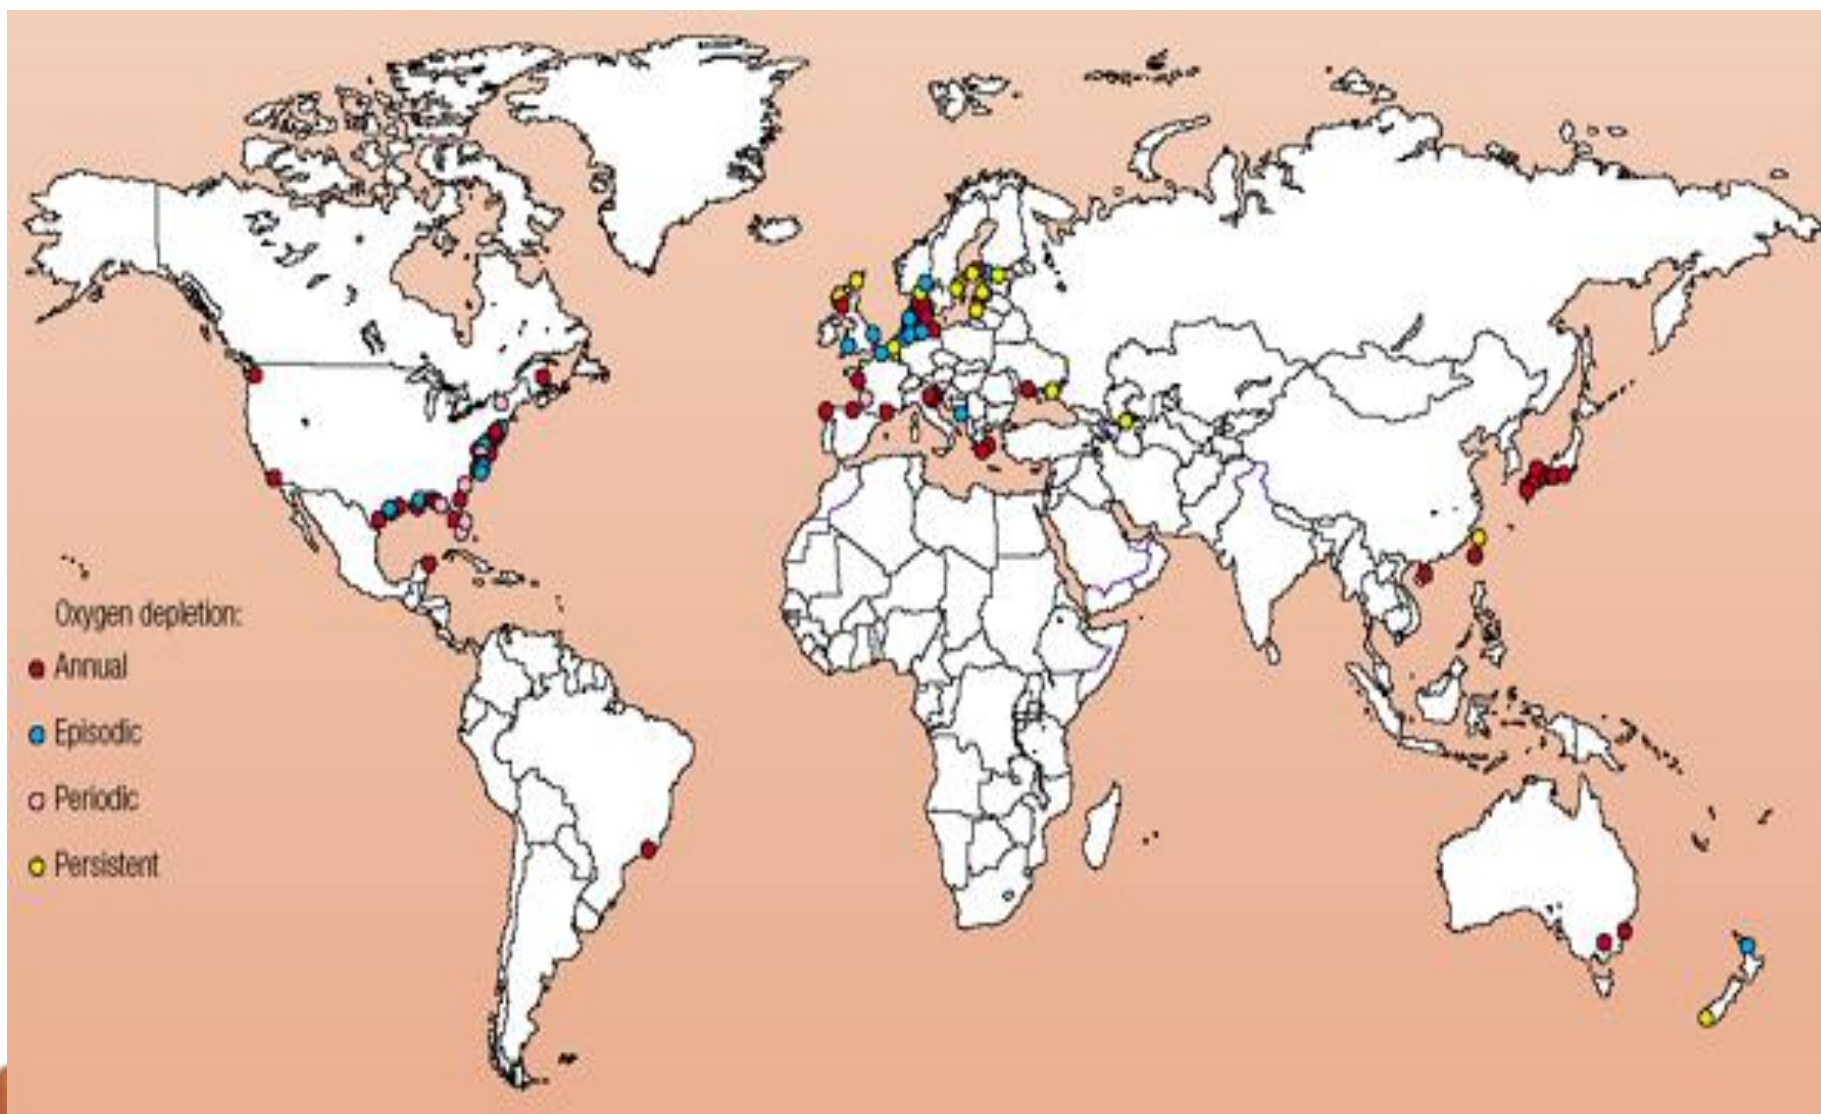 Oxygen depletion:
Annual
Episodic
Periodic
Persistent